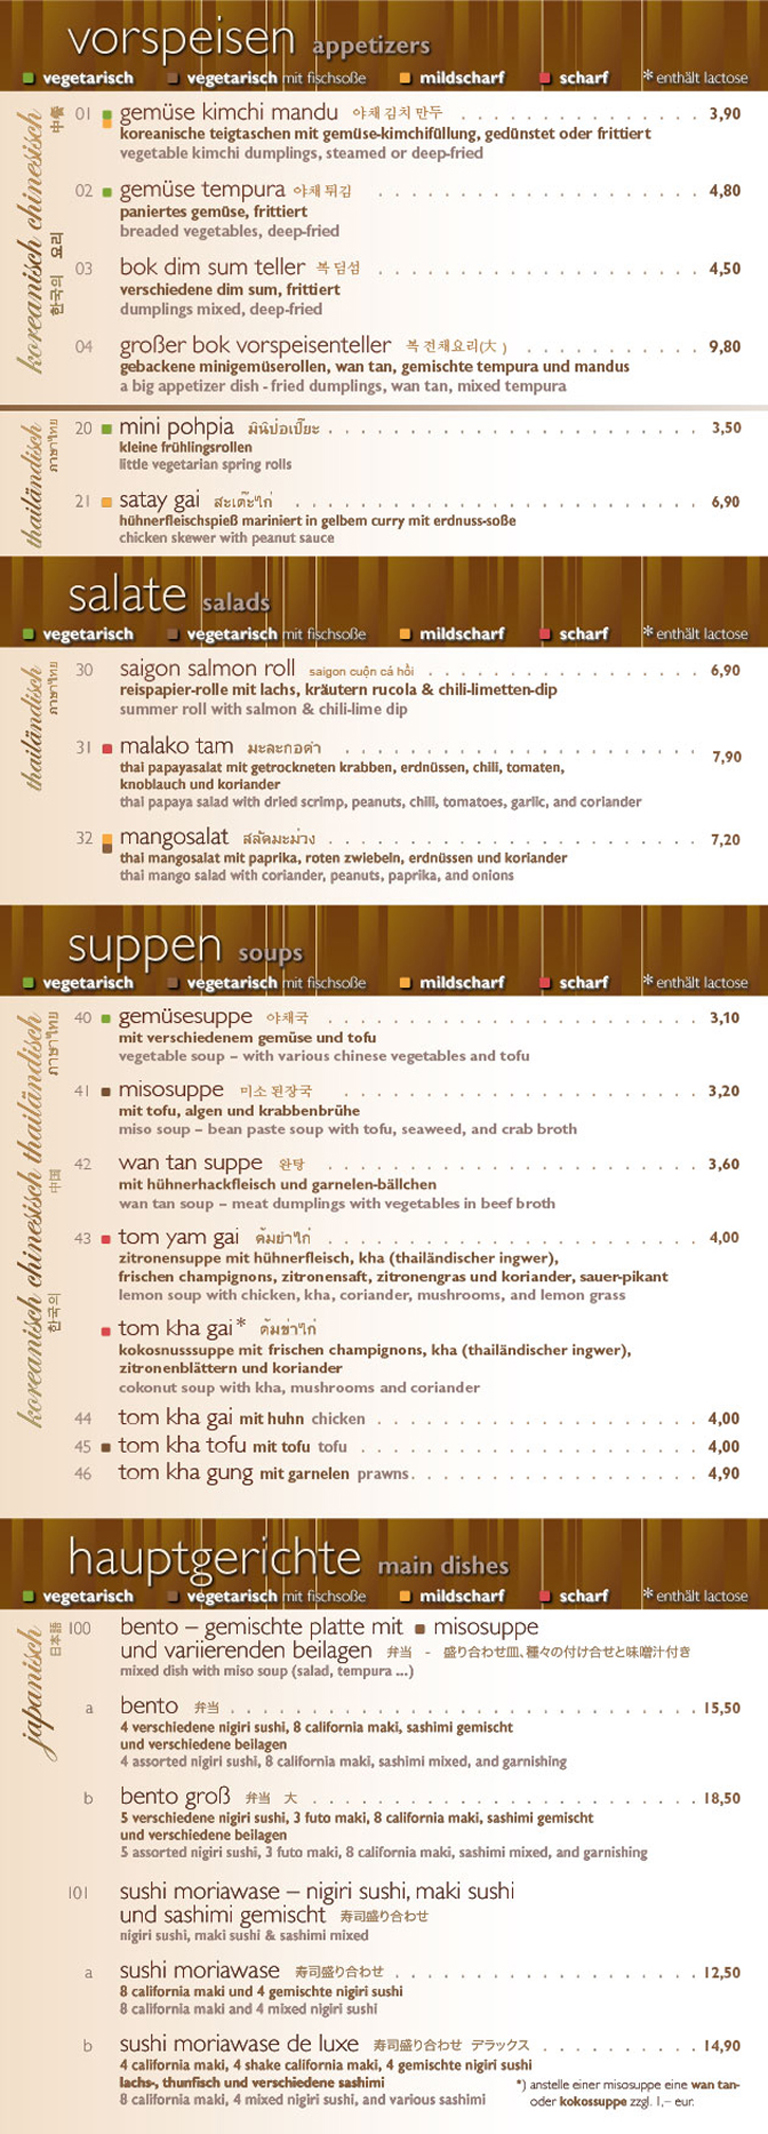 vorspeisen appetizers
vegetarisch vegetarisch mit fischsoße mildscharf scharf * enthält lactose
koreanisch chinesisch
한국의 요리 中餐
01 gemüse kimchi mandu 야채 김치 만두 3,90
koreanische teigtaschen mit gemüse-kimchifüllung, gedünstet oder frittiert
vegetable kimchi dumplings, steamed or deep-fried
02 gemüse tempura 야채 튀김 4,80
paniertes gemüse, frittiert
breaded vegetables, deep-fried
03 bok dim sum teller 복 딤섬 4,50
verschiedene dim sum, frittiert
dumplings mixed, deep-fried
04 großer bok vorspeisenteller 복 전채요리(大 ) 9,80
gebackene minigemüserollen, wan tan, gemischte tempura und mandus
a big appetizer dish - fried dumplings, wan tan, mixed tempura
thailändisch
ภาษาไทย
20 mini pohpia มินิปอเปี๊ยะ 3,50
kleine frühlingsrollen
little vegetarian spring rolls
21 satay gai สะเต๊ะไก่ 6,90
hühnerfleischspieß mariniert in gelbem curry mit erdnuss-soße
chicken skewer with peanut sauce
salate salads
vegetarisch vegetarisch mit fischsoße mildscharf scharf * enthält lactose
thailändisch
ภาษาไทย
30 saigon salmon roll saigon cuộn cá hồi 6,90
reispapier-rolle mit lachs, kräutern rucola & chili-limetten-dip
summer roll with salmon & chili-lime dip
31 malako tam มะละกอตำ 7,90
thai papayasalat mit getrockneten krabben, erdnüssen, chili, tomaten,
knoblauch und koriander
thai papaya salad with dried scrimp, peanuts, chili, tomatoes, garlic, and coriander
32 mangosalat สลัดมะม่วง 7,20
thai mangosalat mit paprika, roten zwiebeln, erdnüssen und koriander
thai mango salad with coriander, peanuts, paprika, and onions
suppen soups
vegetarisch vegetarisch mit fischsoße mildscharf scharf * enthält lactose
koreanisch chinesisch thailändisch
한국의 中国 ภาษาไทย
40 gemüsesuppe 야채국 3,10
mit verschiedenem gemüse und tofu
vegetable soup – with various chinese vegetables and tofu
41 misosuppe 미소 된장국 3,20
mit tofu, algen und krabbenbrühe
miso soup – bean paste soup with tofu, seaweed, and crab broth
42 wan tan suppe 완탕 3,60
mit hühnerhackfleisch und garnelen-bällchen
wan tan soup – meat dumplings with vegetables in beef broth
43 tom yam gai ต้มยำไก่ 4,00
zitronensuppe mit hühnerfleisch, kha (thailändischer ingwer),
frischen champignons, zitronensaft, zitronengras und koriander, sauer-pikant
lemon soup with chicken, kha, coriander, mushrooms, and lemon grass
tom kha gai* ต้มข่าไก่
kokosnusssuppe mit frischen champignons, kha (thailändischer ingwer),
zitronenblättern und koriander
cokonut soup with kha, mushrooms and coriander
44 tom kha gai mit huhn chicken 4,00
45 tom kha tofu mit tofu tofu 4,00
46 tom kha gung mit garnelen prawns 4,90
hauptgerichte main dishes
vegetarisch vegetarisch mit fischsoße mildscharf scharf * enthält lactose
japanisch
日本語
100 bento – gemischte platte mit misosuppe
und variierenden beilagen 弁当 - 盛り合わせ皿、種々の付け合せと味噌汁付き
mixed dish with miso soup (salad, tempura ...)
a bento 弁当 15,50
4 verschiedene nigiri sushi, 8 california maki, sashimi gemischt
und verschiedene beilagen
4 assorted nigiri sushi, 8 california maki, sashimi mixed, and garnishing
b bento groß 弁当 大 18,50
5 verschiedene nigiri sushi, 3 futo maki, 8 california maki, sashimi gemischt
und verschiedene beilagen
5 assorted nigiri sushi, 3 futo maki, 8 california maki, sashimi mixed, and garnishing
101 sushi moriawase – nigiri sushi, maki sushi
und sashimi gemischt 寿司盛り合わせ
nigiri sushi, maki sushi & sashimi mixed
a sushi moriawase 寿司盛り合わせ 12,50
8 california maki und 4 gemischte nigiri sushi
8 california maki and 4 mixed nigiri sushi
b sushi moriawase de luxe 寿司盛り合わせ デラックス 14,90
4 california maki, 4 shake california maki, 4 gemischte nigiri sushi
lachs-, thunfisch und verschiedene sashimi
8 california maki, 4 mixed nigiri sushi, and various sashimi
*) anstelle einer misosuppe eine wan tan-
oder kokossuppe zzgl. 1,– eur.